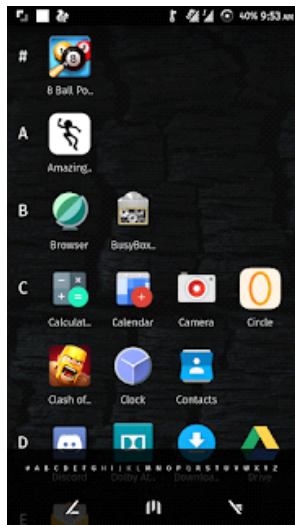 40% 9:53 AM
#
8 Ball Po..
A
Amazing..
B
Browser BusyBox..
C
Calculat.. Calendar Camera Circle
Clash of.. Clock Contacts
D
Discord Dolby At.. Downloa.. Drive
# A B C D E F G H I J K L M N O P Q R S T U V W X Y Z
E